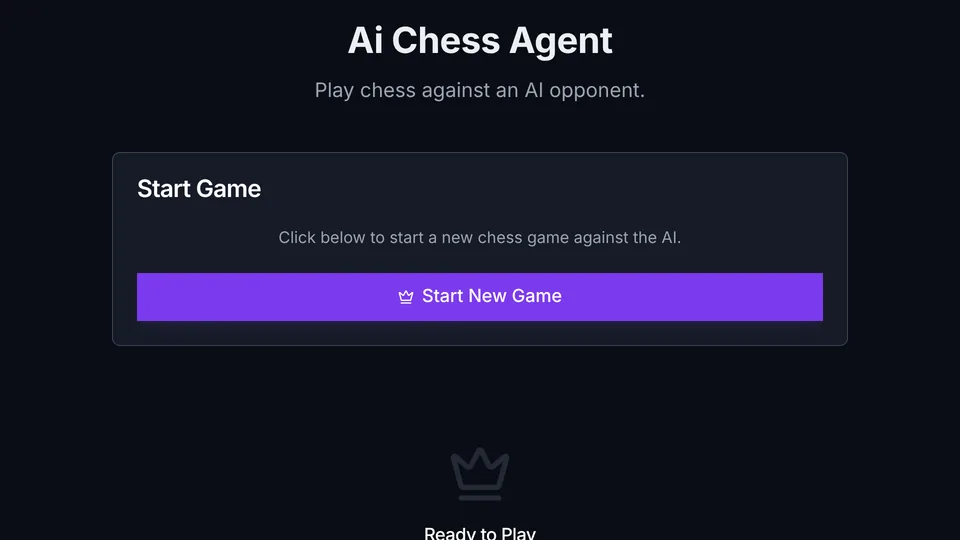 Ai Chess Agent
Play chess against an AI opponent.
Start Game
Click below to start a new chess game against the AI.
Start New Game
Ready to Play